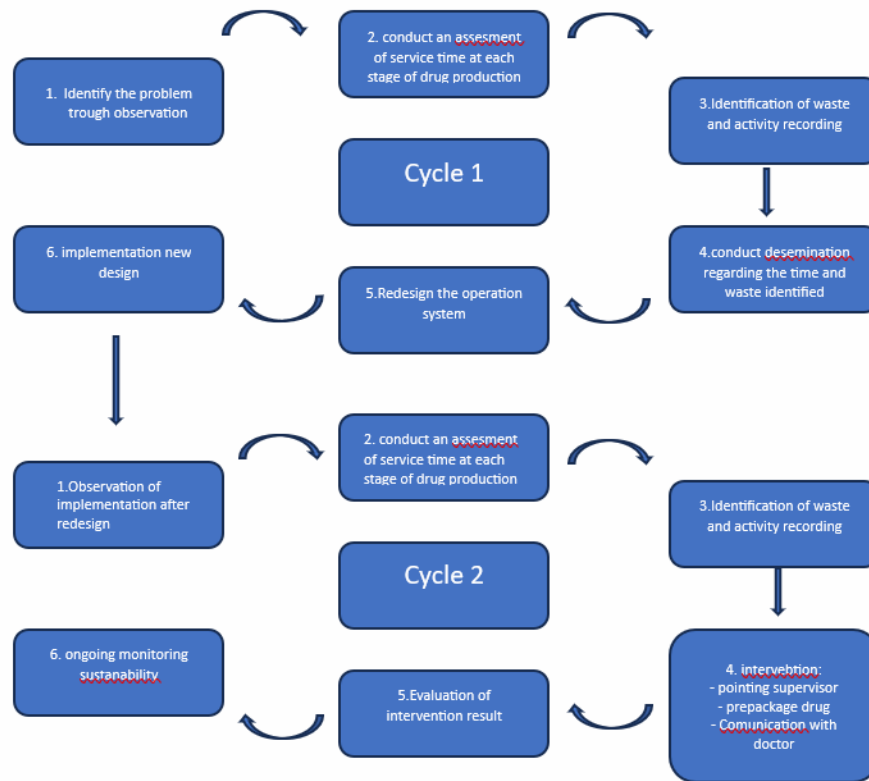 1. Identify the problem
trough observation
2. conduct an assesment
of service time at each
stage of drug production
3.Identification of waste
and activity recording
Cycle 1
4.conduct desemination
regarding the time and
waste identified
5.Redesign the operation
system
6. implementation new
design
1.Observation of
implementation after
redesign
2. conduct an assesment
of service time at each
stage of drug production
3.Identification of waste
and activity recording
Cycle 2
4. intervebtion:
- pointing supervisor
- prepackage drug
- Comunication with
doctor
5.Evaluation of
intervention result
6. ongoing monitoring
sustanability